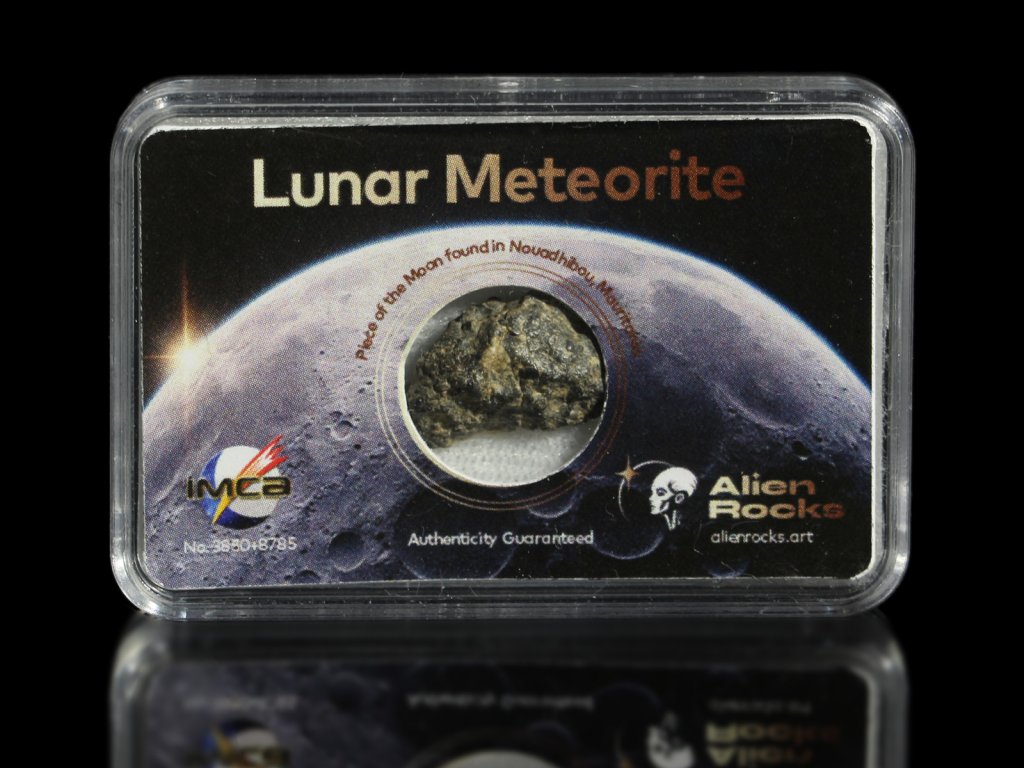 Lunar Meteorite
Piece of the Moon found in Nouadhibou, Mauritania
IMCA
No. 3850+8785
Authenticity Guaranteed
Alien
Rocks
alienrocks.art